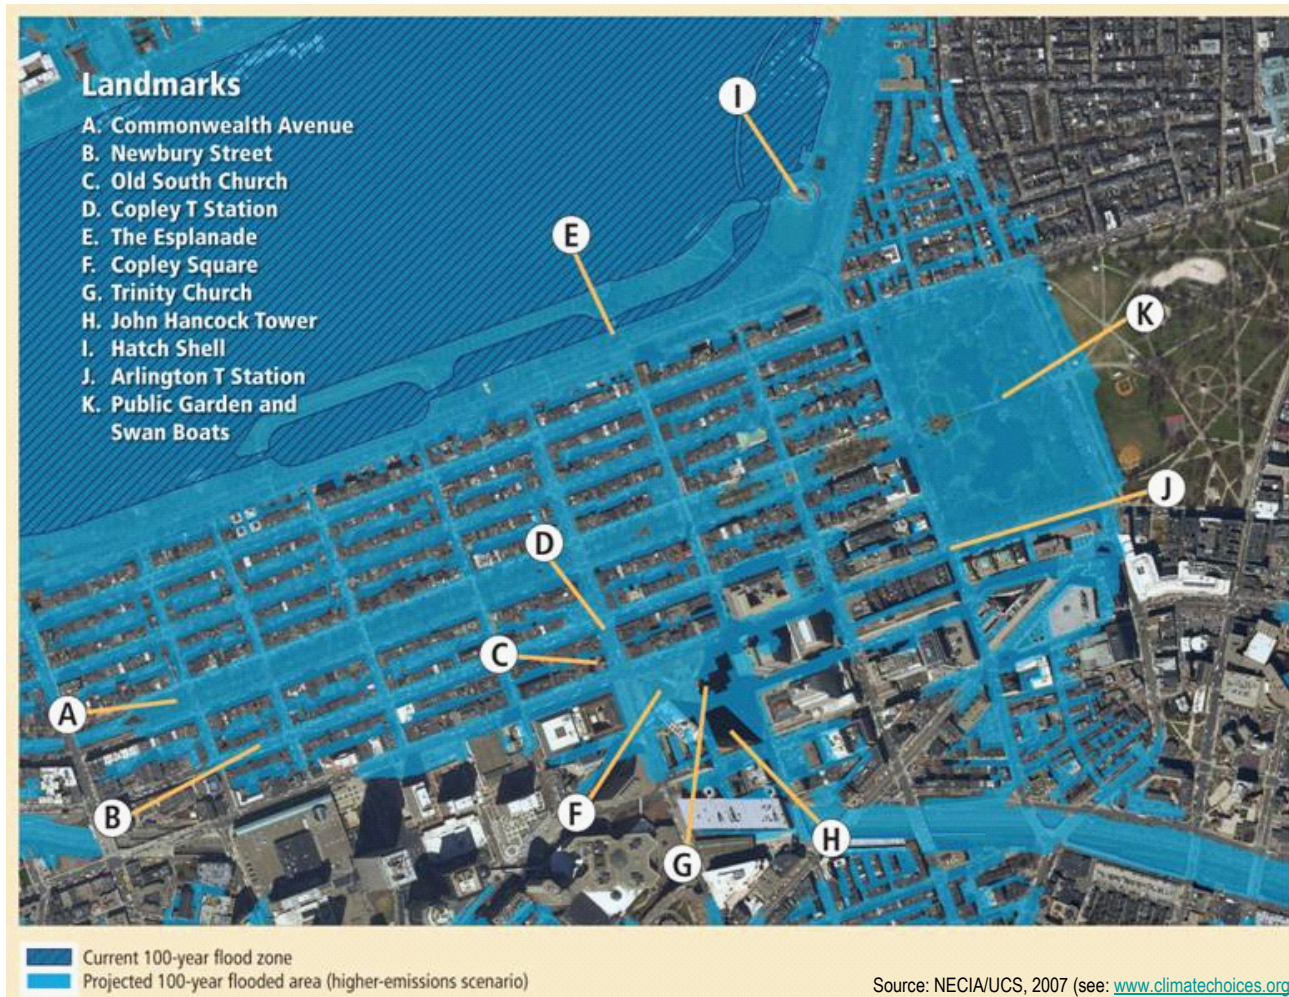 Landmarks
A. Commonwealth Avenue
B. Newbury Street
C. Old South Church
D. Copley T Station
E. The Esplanade
F. Copley Square
G. Trinity Church
H. John Hancock Tower
I. Hatch Shell
J. Arlington T Station
K. Public Garden and
Swan Boats
I
E
K
J
D
C
A
B
F
G
H
Current 100-year flood zone
Projected 100-year flooded area (higher-emissions scenario)
Source: NECIA/UCS, 2007 (see: www.climatechoices.org